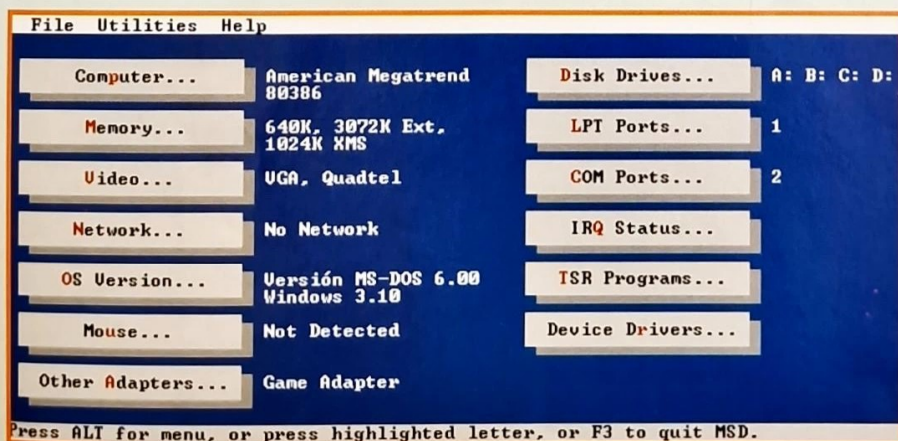 File Utilities Help
Computer... American Megatrend Disk Drives... A: B: C: D:
80386
Memory... 640K, 3072K Ext, LPT Ports... 1
1024K XMS
Video... VGA, Quadtel COM Ports... 2
Network... No Network IRQ Status...
OS Version... Versión MS-DOS 6.00 TSR Programs...
Windows 3.10
Mouse... Not Detected Device Drivers...
Other Adapters... Game Adapter
Press ALT for menu, or press highlighted letter, or F3 to quit MSD.